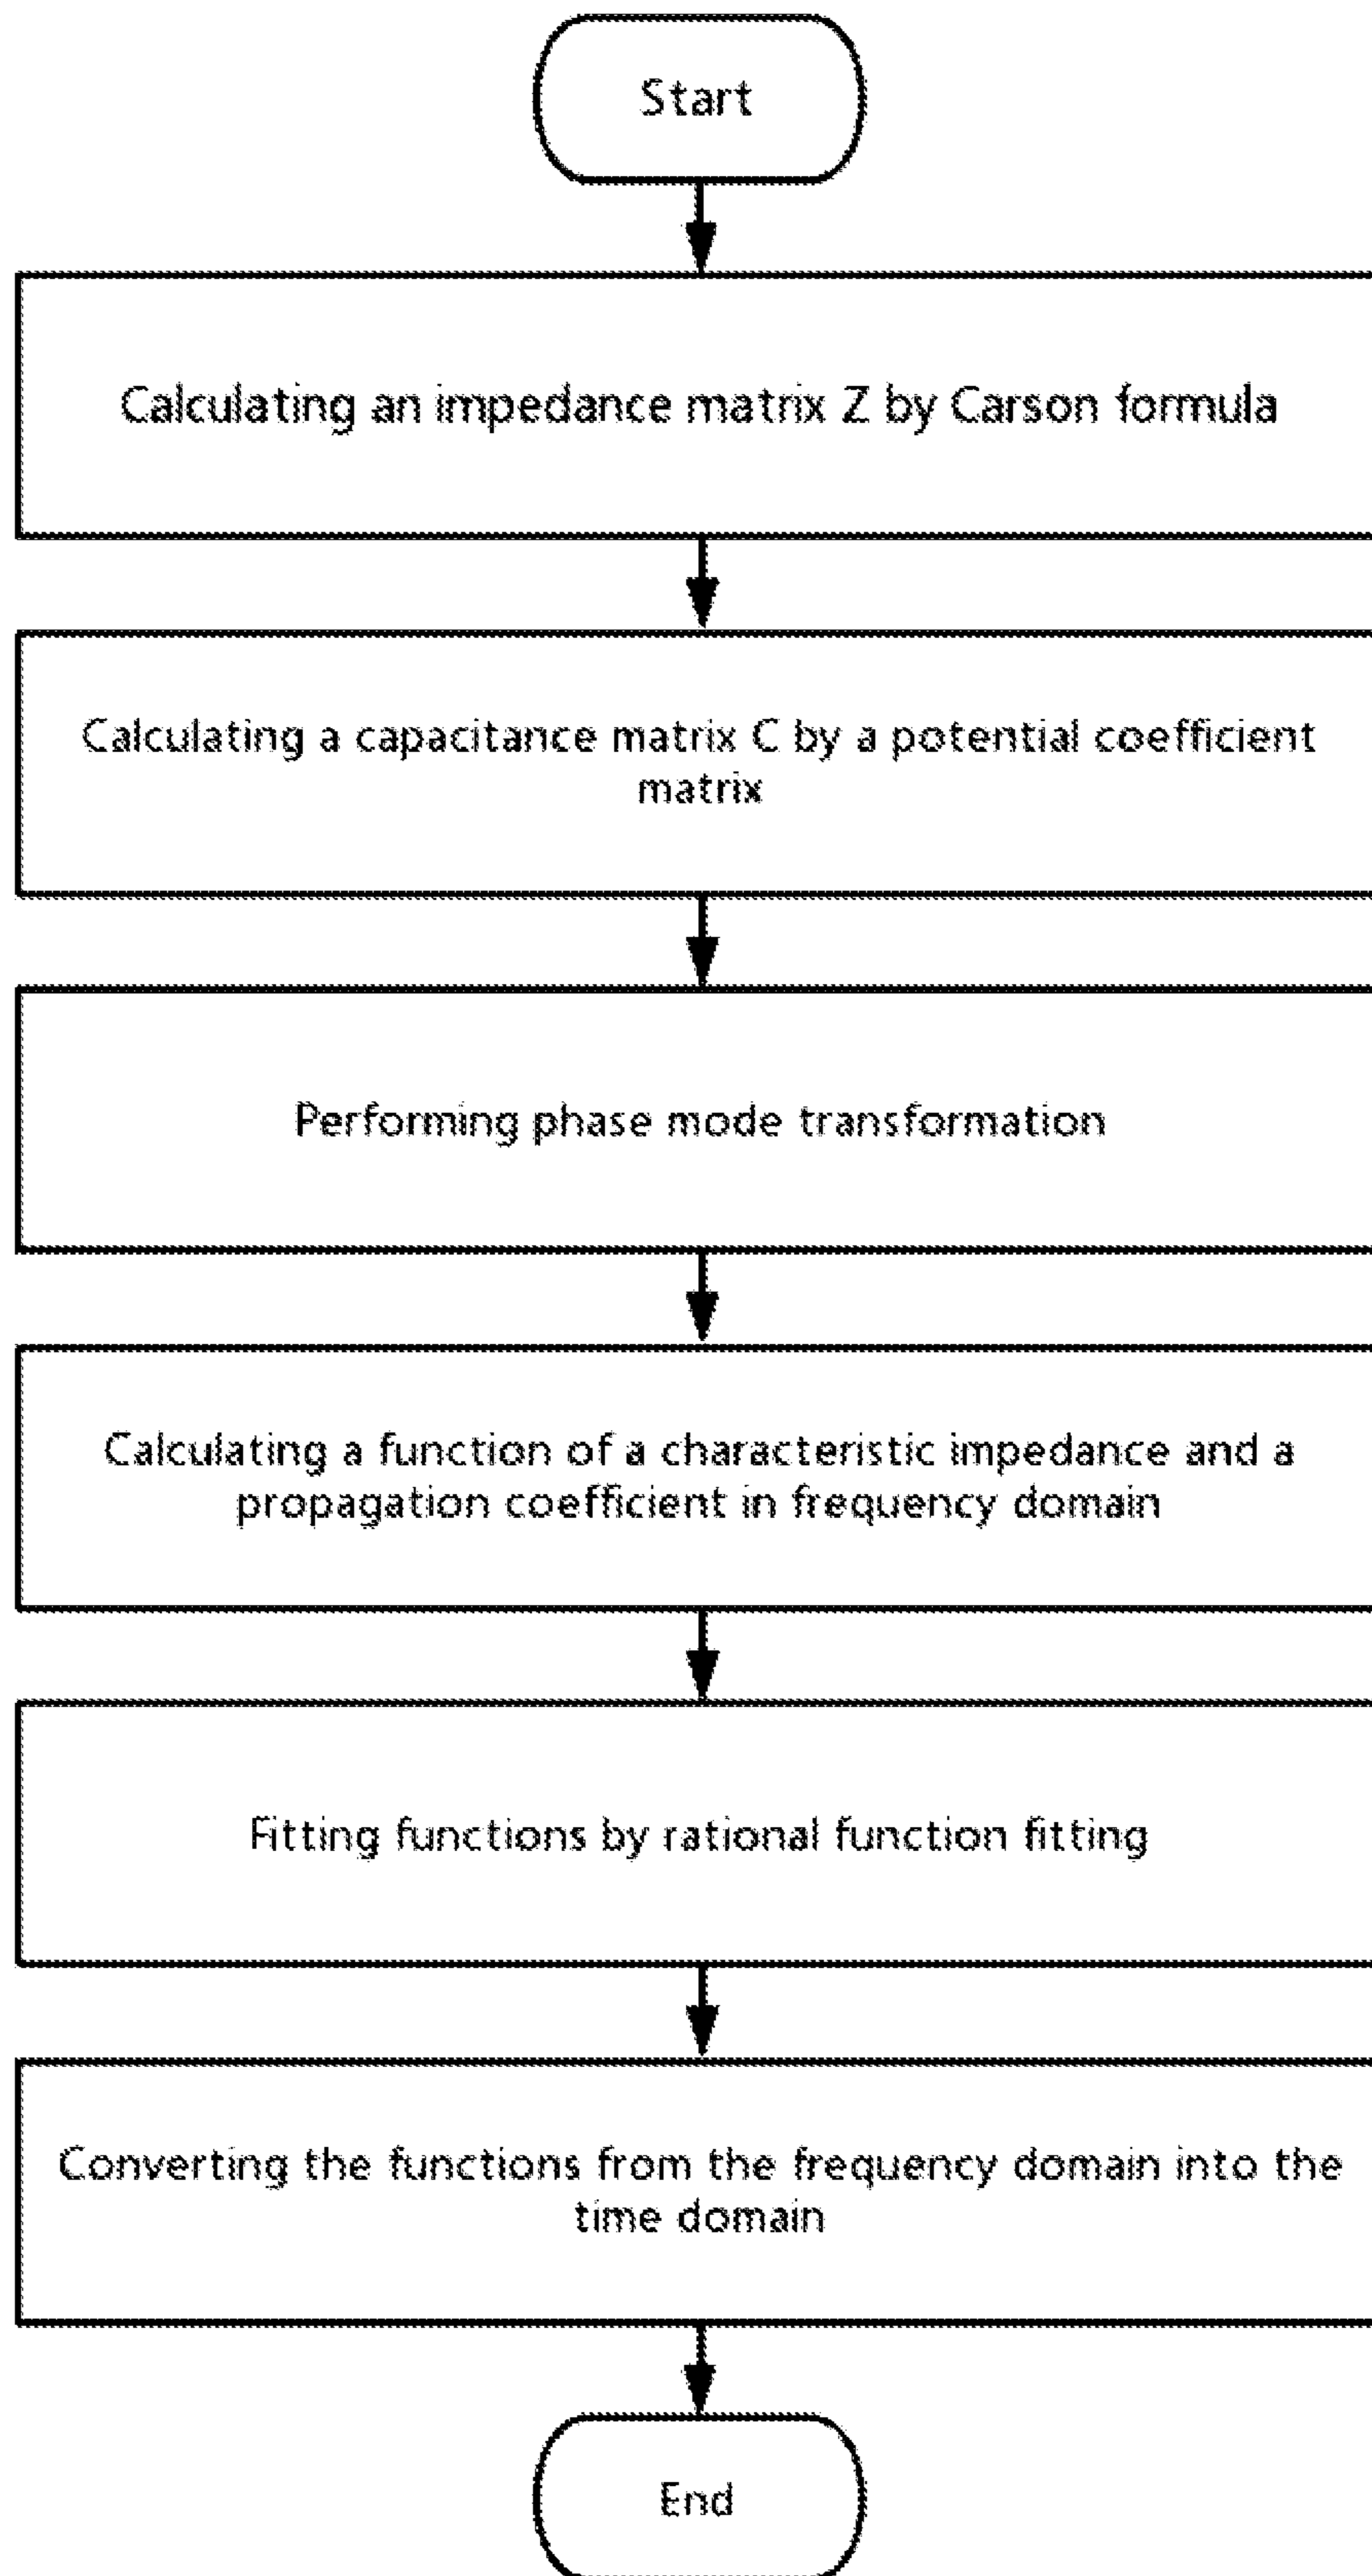 Start
Calculating an impedance matrix Z by Carson formula
Calculating a capacitance matrix C by a potential coefficient
matrix
Performing phase mode transformation
Calculating a function of a characteristic impedance and a
propagation coefficient in frequency domain
Fitting functions by rational function fitting
Converting the functions from the frequency domain into the
time domain
End